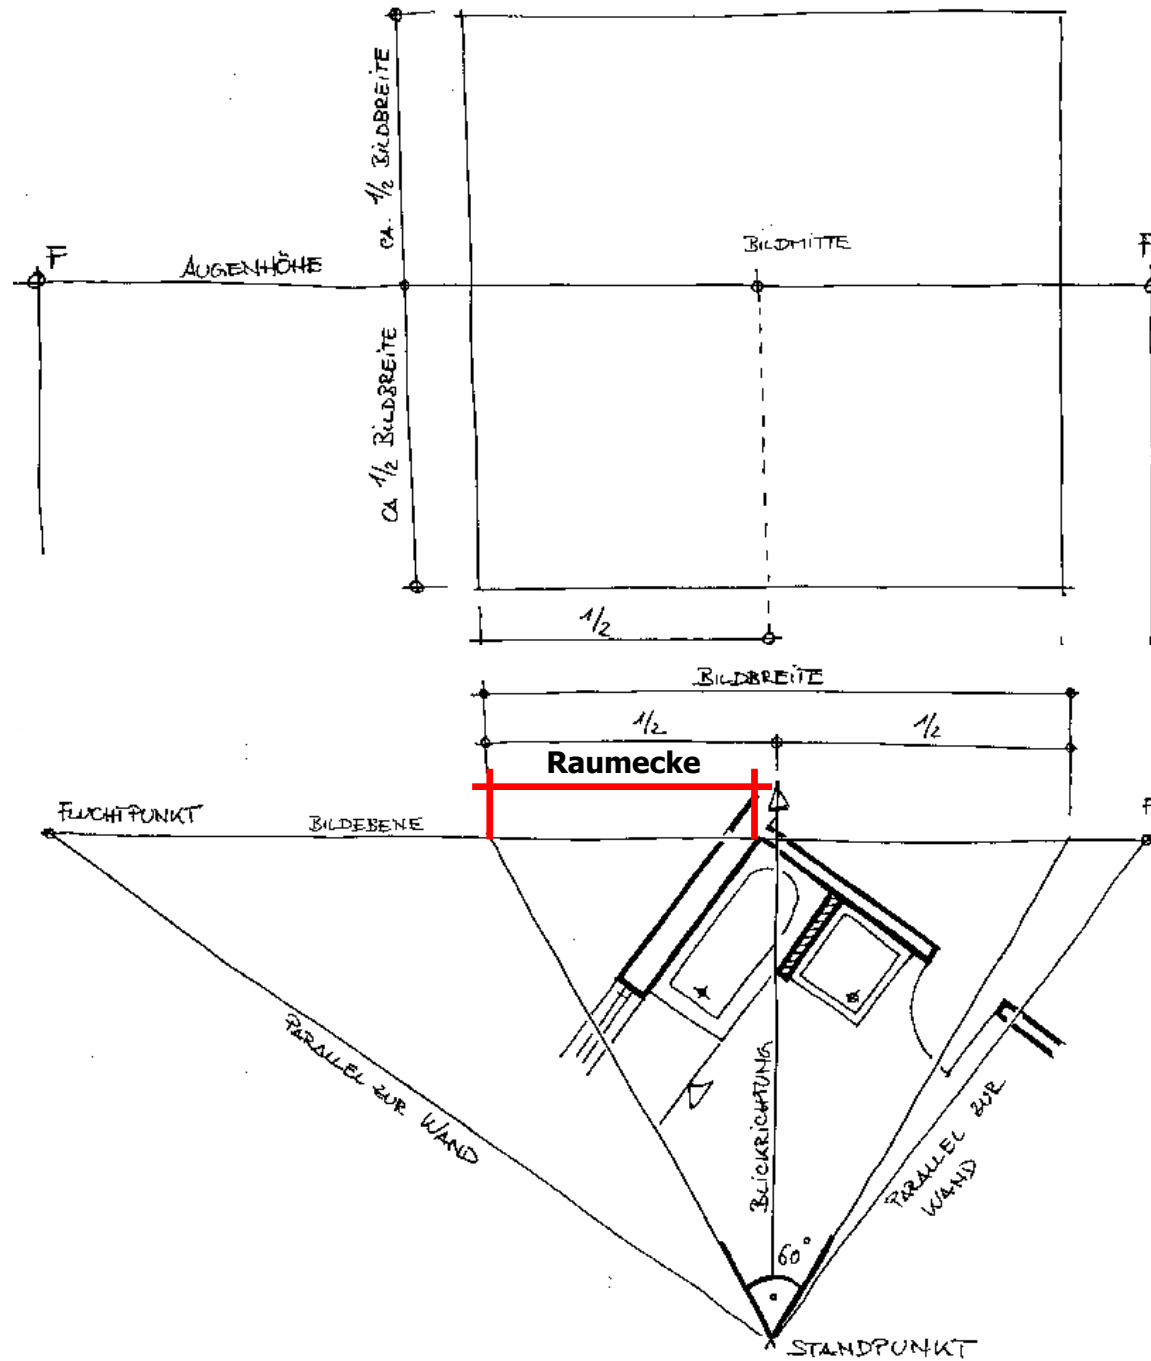 CA. 1/2 BILDBREITE
F
AUGENHÖHE
BILDMITTE
F
CA 1/2 BILDBREITE
1/2
BILDBREITE
1/2
1/2
Raumecke
FLUCHTPUNKT
BILDEBENE
F
PARALLEL ZUR WAND
BLICKRICHTUNG
PARALLEL ZUR
WAND
60°
STANDPUNKT